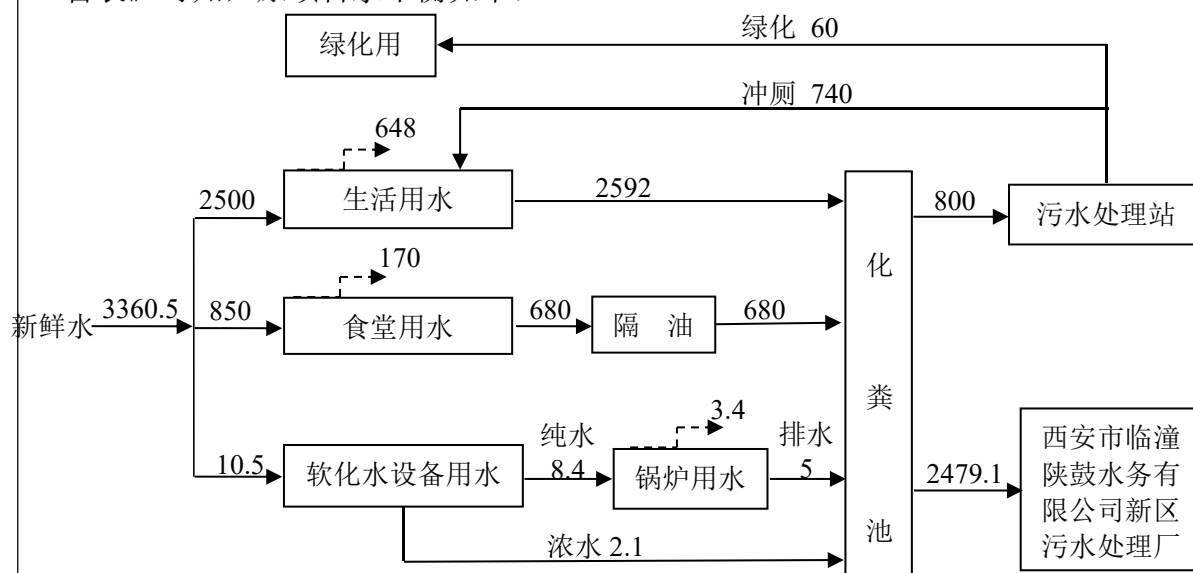 绿化用
绿化 60
冲厕 740
648
2500
生活用水
2592
800
污水处理站
170
新鲜水
3360.5
850
食堂用水
680
隔 油
680
化
粪
池
3.4
10.5
软化水设备用水
纯水
8.4
锅炉用水
排水
5
浓水 2.1
2479.1
西安市临潼
陕鼓水务有
限公司新区
污水处理厂